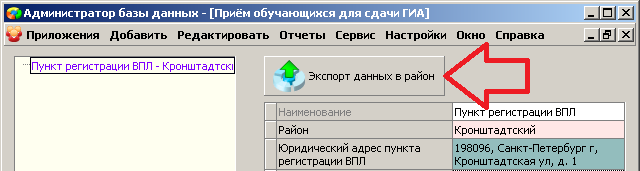 Администратор базы данных - [Приём обучающихся для сдачи ГИА]
Приложения Добавить Редактировать Отчеты Сервис Настройки Окно Справка
Пункт регистрации ВПЛ - Кронштадтски
Экспорт данных в район
Наименование Пункт регистрации ВПЛ
Район Кронштадтский
Юридический адрес пункта 198096, Санкт-Петербург г,
регистрации ВПЛ Кронштадтская ул, д. 1